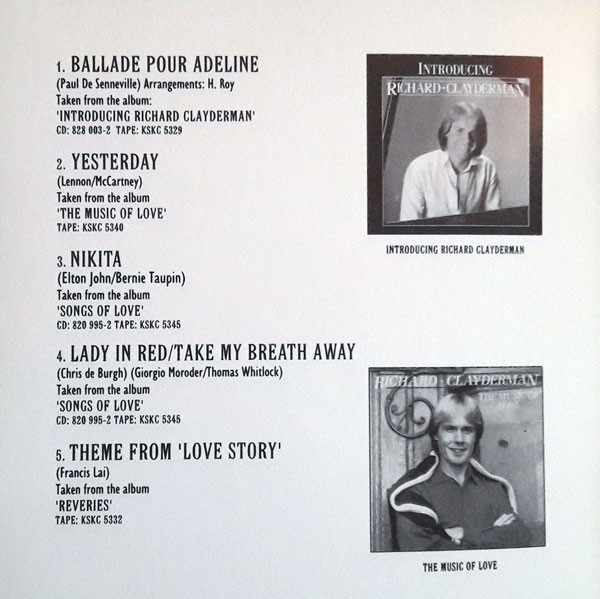 1. BALLADE POUR ADELINE
(Paul De Senneville) Arrangements: H. Roy
Taken from the album:
'INTRODUCING RICHARD CLAYDERMAN'
CD: 828 003-2 TAPE: KSKC 5329
2. YESTERDAY
(Lennon/McCartney)
Taken from the album
'THE MUSIC OF LOVE'
TAPE: KSKC 5340
3. NIKITA
(Elton John/Bernie Taupin)
Taken from the album
'SONGS OF LOVE'
CD: 820 995-2 TAPE: KSKC 5345
4. LADY IN RED/TAKE MY BREATH AWAY
(Chris de Burgh) (Giorgio Moroder/Thomas Whitlock)
Taken from the album
'SONGS OF LOVE'
CD: 820 995-2 TAPE: KSKC 5345
5. THEME FROM 'LOVE STORY'
(Francis Lai)
Taken from the album
'REVERIES'
TAPE: KSKC 5332
INTRODUCING
RICHARD·CLAYDERMAN
INTRODUCING RICHARD CLAYDERMAN
RICHARD·CLAYDERMAN
THE MUSIC OF
THE MUSIC OF LOVE